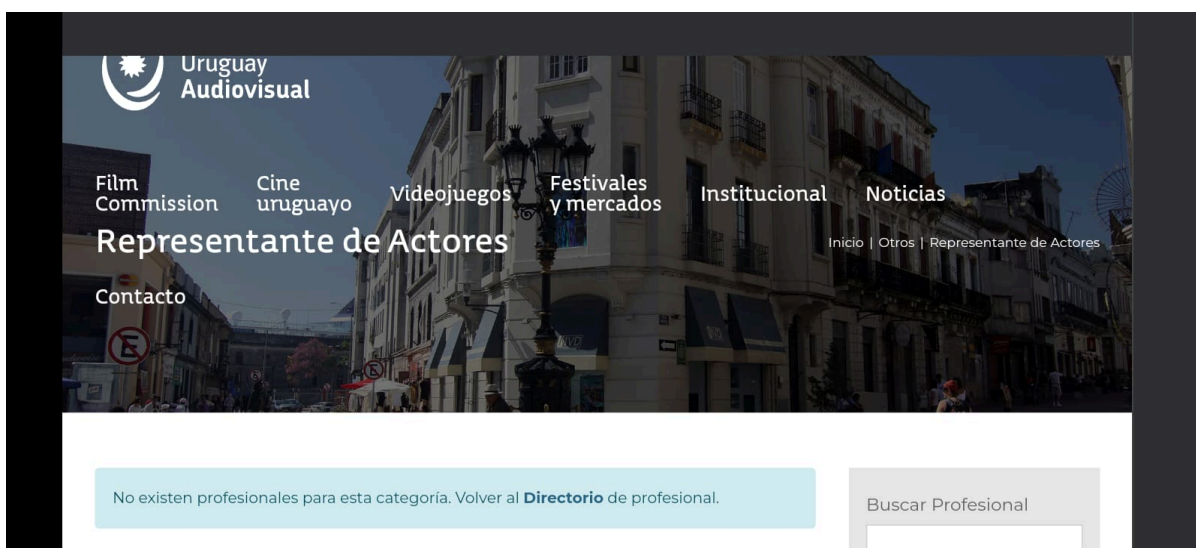 Uruguay
Audiovisual
Film
Commission
Cine
uruguayo
Videojuegos
Festivales
y mercados
Institucional
Noticias
Representante de Actores
Inicio | Otros | Representante de Actores
Contacto
E
E
MVD
No existen profesionales para esta categoría. Volver al Directorio de profesional.
Buscar Profesional